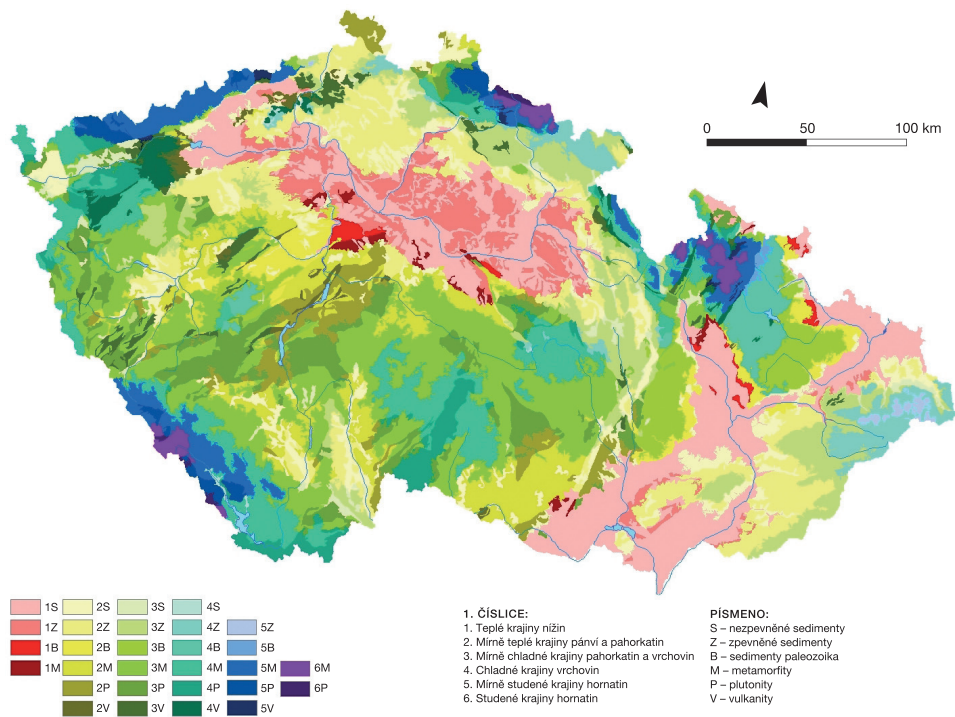 0 50 100 km
1S 2S 3S 4S
1Z 2Z 3Z 4Z 5Z
1B 2B 3B 4B 5B
1M 2M 3M 4M 5M 6M
2P 3P 4P 5P 6P
2V 3V 4V 5V
1. ČÍSLICE:
1. Teplé krajiny nížin
2. Mírně teplé krajiny pánví a pahorkatin
3. Mírně chladné krajiny pahorkatin a vrchovin
4. Chladné krajiny vrchovin
5. Mírně studené krajiny hornatin
6. Studené krajiny hornatin
PÍSMENO:
S – nezpevněné sedimenty
Z – zpevněné sedimenty
B – sedimenty paleozoika
M – metamorfity
P – plutonity
V – vulkanity